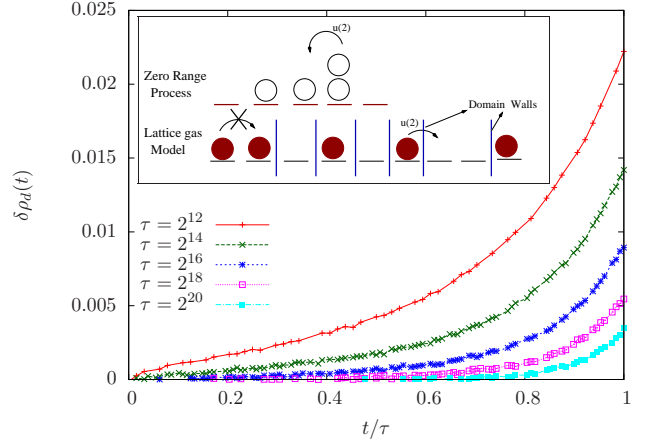 0.025
0.02
0.015
0.01
0.005
0
δρ_d(t)
u(2)
Zero Range
Process
Domain Walls
Lattice gas
Model
u(2)
τ = 2^12
τ = 2^14
τ = 2^16
τ = 2^18
τ = 2^20
0 0.2 0.4 0.6 0.8 1
t/τ